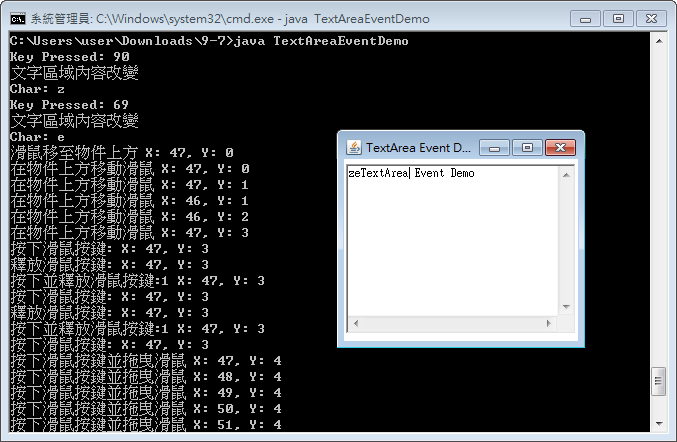 系統管理員: C:\Windows\system32\cmd.exe - java  TextAreaEventDemo
C:\Users\user\Downloads\9-7>java TextAreaEventDemo
Key Pressed: 90
文字區域內容改變
Char: z
Key Pressed: 69
文字區域內容改變
Char: e
滑鼠移至物件上方 X: 47, Y: 0
在物件上方移動滑鼠 X: 47, Y: 0
在物件上方移動滑鼠 X: 47, Y: 1
在物件上方移動滑鼠 X: 46, Y: 1
在物件上方移動滑鼠 X: 46, Y: 2
在物件上方移動滑鼠 X: 47, Y: 3
按下滑鼠按鍵: X: 47, Y: 3
釋放滑鼠按鍵: X: 47, Y: 3
按下並釋放滑鼠按鍵:1 X: 47, Y: 3
按下滑鼠按鍵: X: 47, Y: 3
釋放滑鼠按鍵: X: 47, Y: 3
按下並釋放滑鼠按鍵:1 X: 47, Y: 3
按下滑鼠按鍵: X: 47, Y: 3
按下滑鼠按鍵並拖曳滑鼠 X: 47, Y: 4
按下滑鼠按鍵並拖曳滑鼠 X: 48, Y: 4
按下滑鼠按鍵並拖曳滑鼠 X: 49, Y: 4
按下滑鼠按鍵並拖曳滑鼠 X: 50, Y: 4
按下滑鼠按鍵並拖曳滑鼠 X: 51, Y: 4
TextArea Event D...
zeTextArea Event Demo